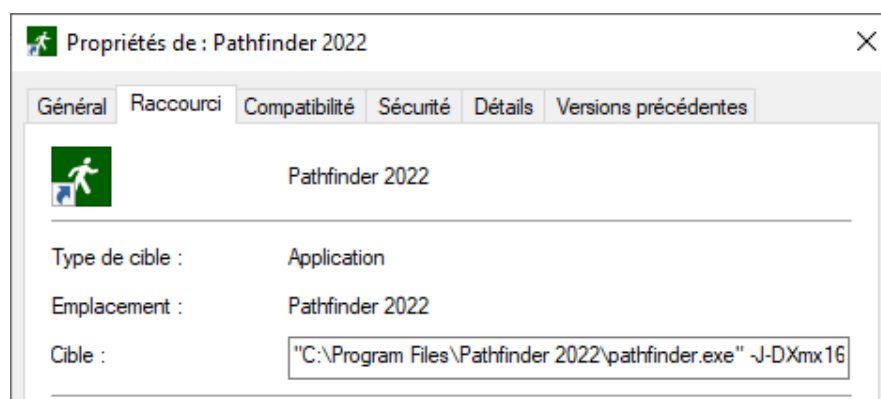 Propriétés de : Pathfinder 2022
Général Raccourci Compatibilité Sécurité Détails Versions précédentes
Pathfinder 2022
Type de cible : Application
Emplacement : Pathfinder 2022
Cible : "C:\Program Files\Pathfinder 2022\pathfinder.exe" -J-DXmx16